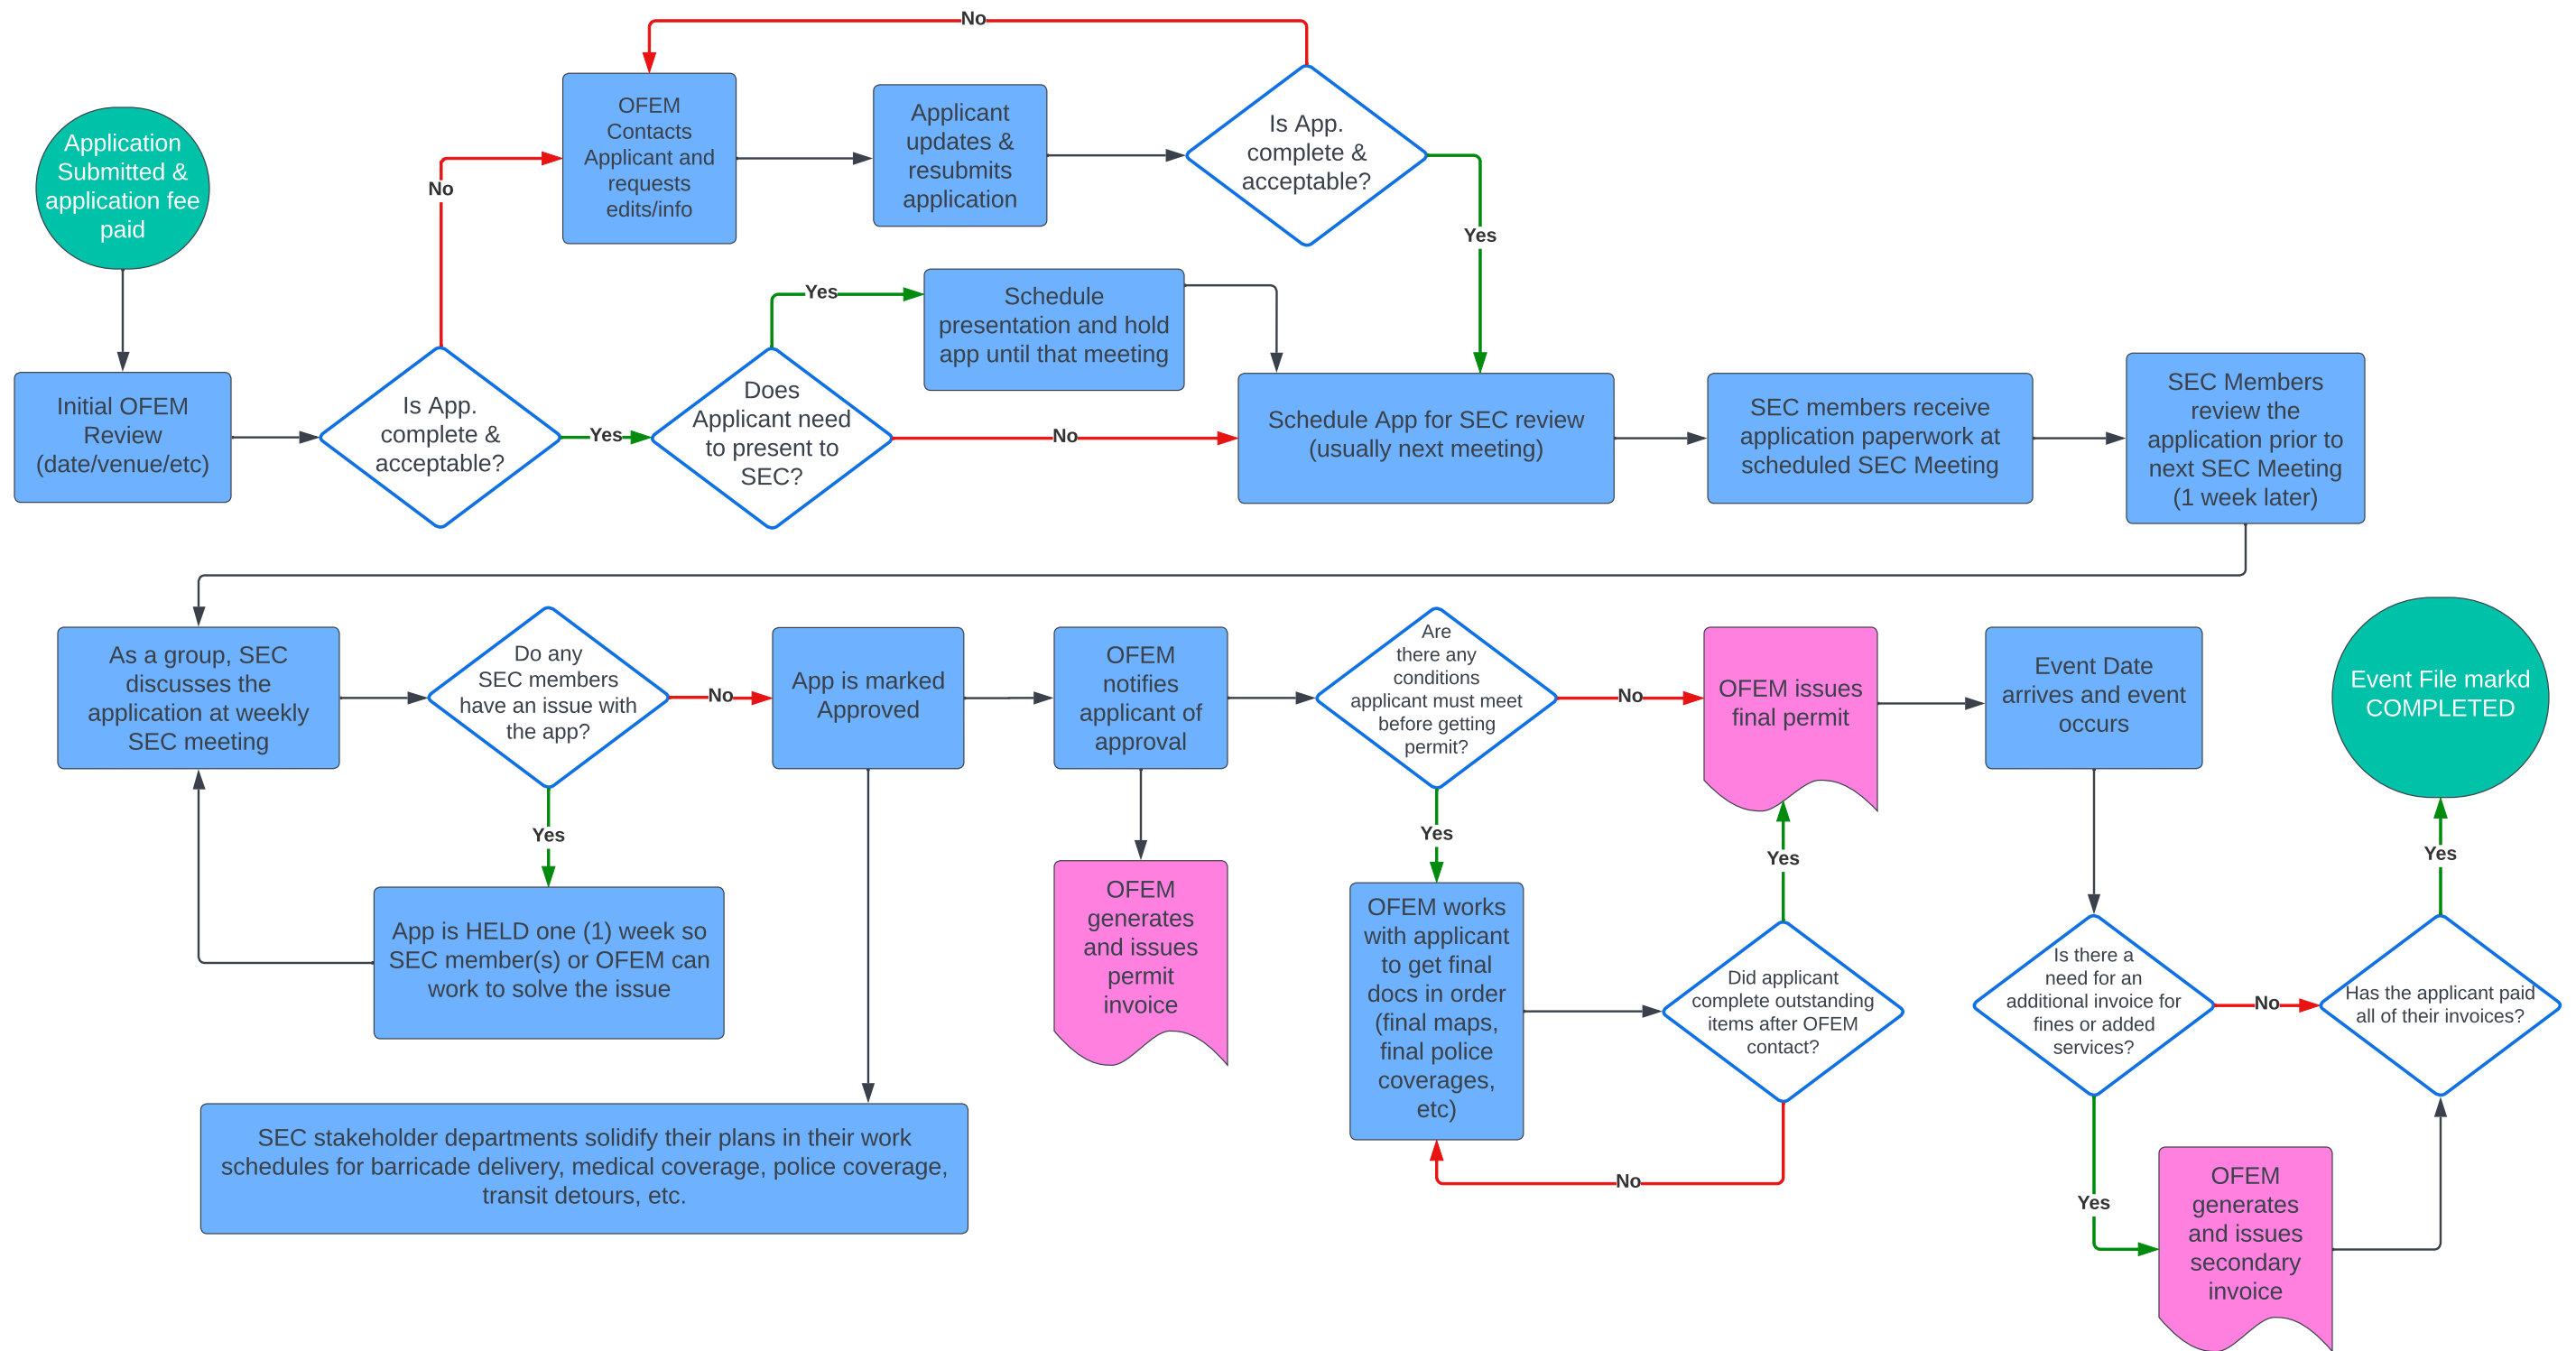 No
Application
Submitted &
application fee
paid
OFEM
Contacts
Applicant and
requests
edits/info
Applicant
updates &
resubmits
application
Is App.
complete &
acceptable?
No
Yes
Yes
Schedule
presentation and hold
app until that meeting
Initial OFEM
Review
(date/venue/etc)
Is App.
complete &
acceptable?
Yes
Does
Applicant need
to present to
SEC?
No
Schedule App for SEC review
(usually next meeting)
SEC members receive
application paperwork at
scheduled SEC Meeting
SEC Members
review the
application prior to
next SEC Meeting
(1 week later)
As a group, SEC
discusses the
application at weekly
SEC meeting
Do any
SEC members
have an issue with
the app?
No
App is marked
Approved
OFEM
notifies
applicant of
approval
Are
there any
conditions
applicant must meet
before getting
permit?
No
OFEM issues
final permit
Event Date
arrives and event
occurs
Event File markd
COMPLETED
Yes
Yes
Yes
Yes
App is HELD one (1) week so
SEC member(s) or OFEM can
work to solve the issue
OFEM
generates
and issues
permit
invoice
OFEM works
with applicant
to get final
docs in order
(final maps,
final police
coverages,
etc)
Did applicant
complete outstanding
items after OFEM
contact?
Is there a
need for an
additional invoice for
fines or added
services?
No
Has the applicant paid
all of their invoices?
SEC stakeholder departments solidify their plans in their work
schedules for barricade delivery, medical coverage, police coverage,
transit detours, etc.
No
Yes
OFEM
generates
and issues
secondary
invoice